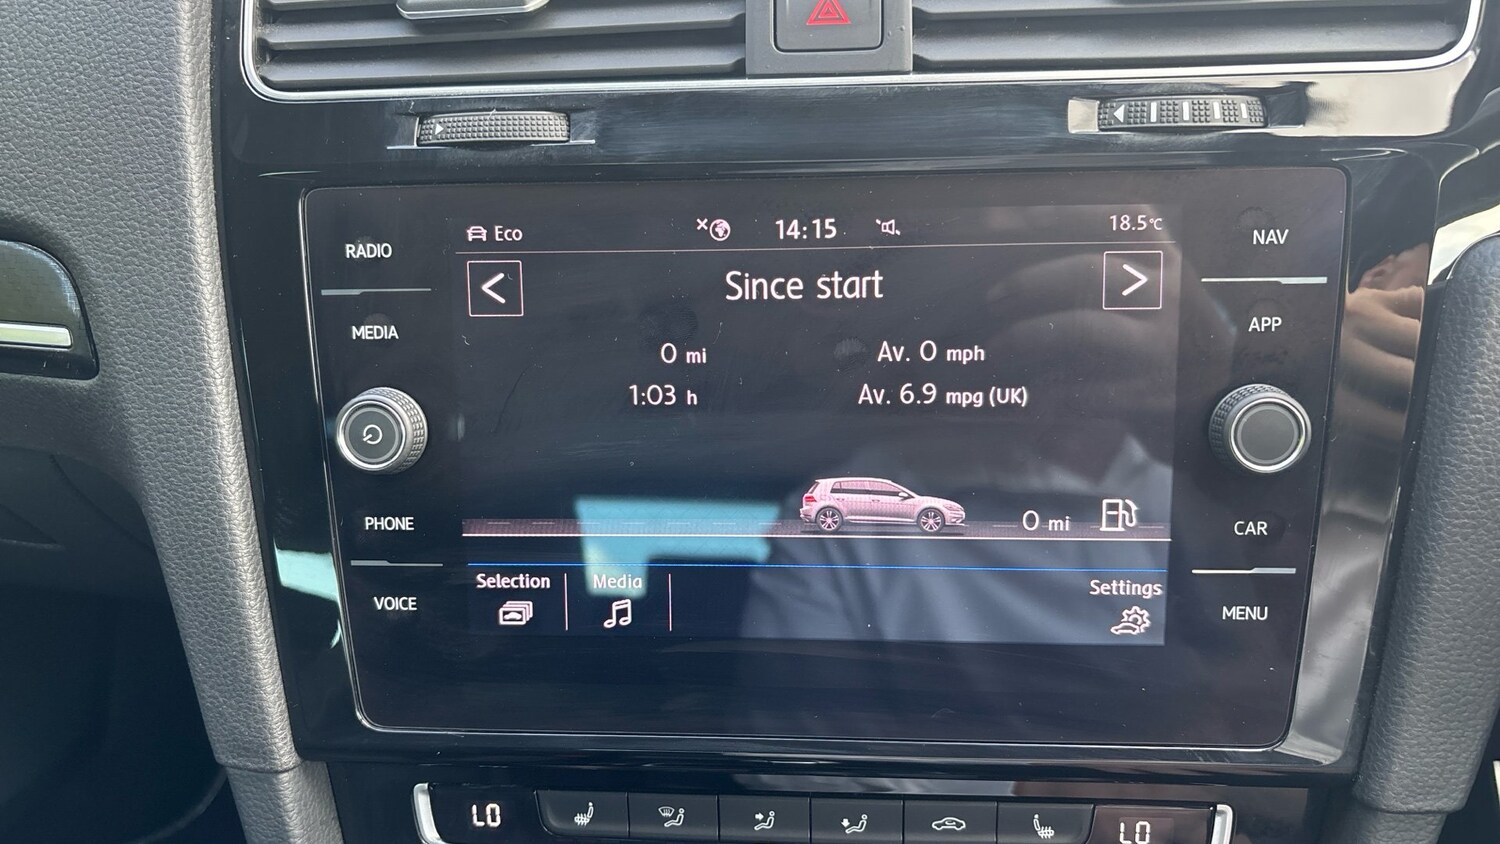 RADIO
MEDIA
PHONE
VOICE
Eco
14:15
18.5°C
Since start
0 mi
Av. 0 mph
1:03 h
Av. 6.9 mpg (UK)
0 mi
Selection
Media
Settings
NAV
APP
CAR
MENU
LO
LO